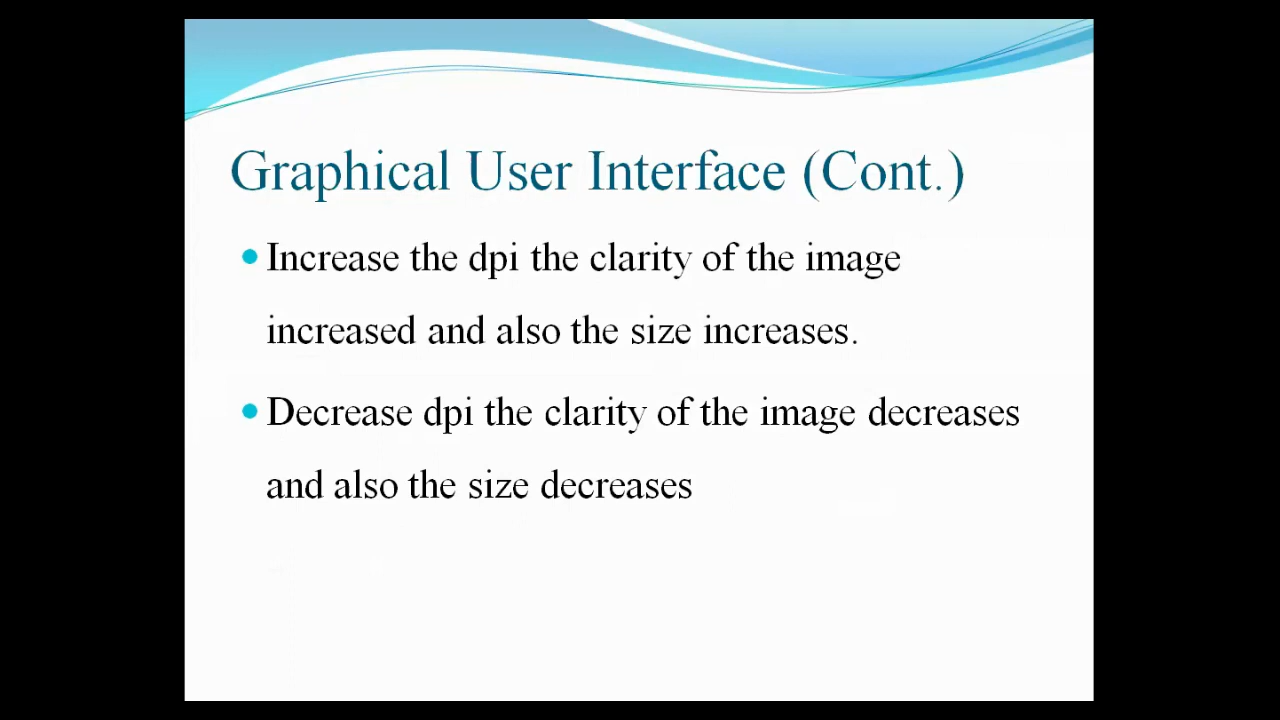 Graphical User Interface (Cont.)
Increase the dpi the clarity of the image
increased and also the size increases.
Decrease dpi the clarity of the image decreases
and also the size decreases